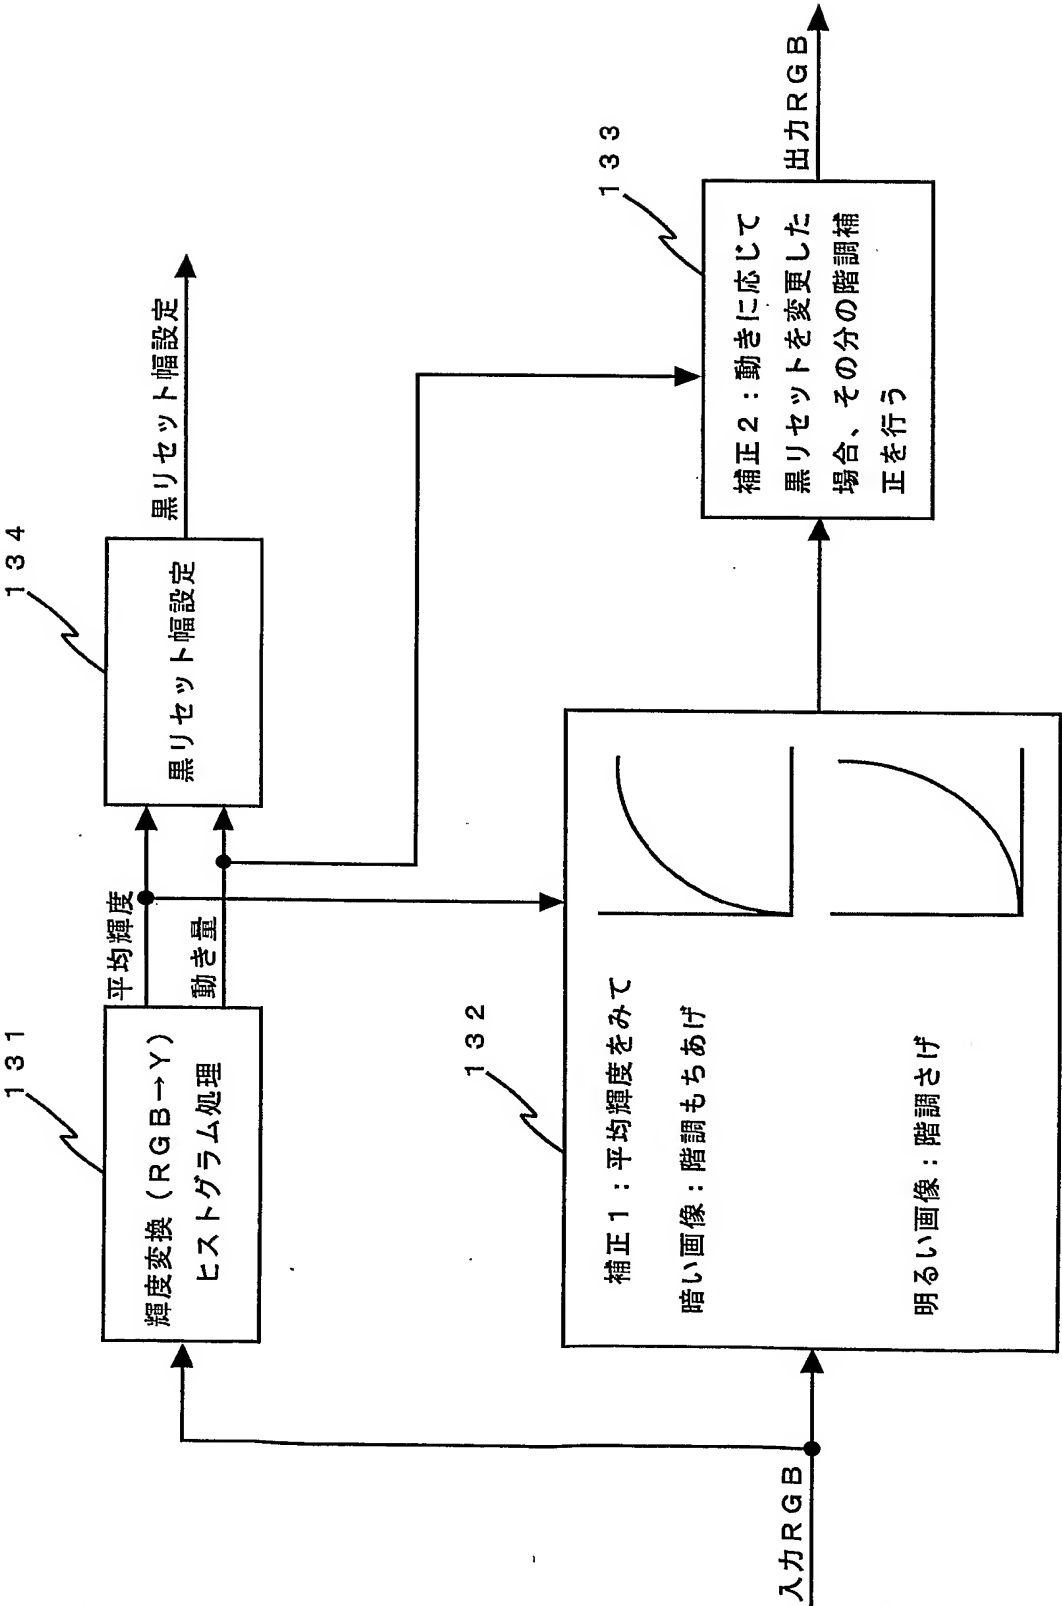 131
輝度変換(RGB→Y)
ヒストグラム処理
平均輝度
動き量
134
黒リセット幅設定
黒リセット幅設定
入力RGB
132
補正1:平均輝度をみて
暗い画像:階調もちあげ
明るい画像:階調さげ
133
補正2:動きに応じて
黒リセットを変更した
場合、その分の階調補
正を行う
出力RGB